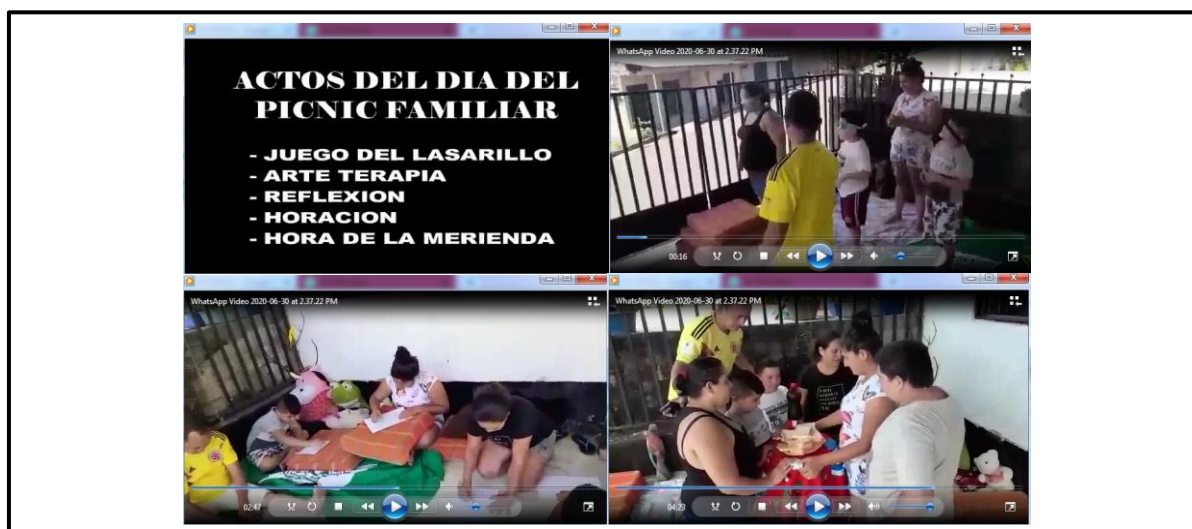 ACTOS DEL DIA DEL
PICNIC FAMILIAR
- JUEGO DEL LASARILLO
- ARTE TERAPIA
- REFLEXION
- HORACION
- HORA DE LA MERIENDA
WhatsApp Video 2020-06-30 at 2.37.22 PM
00:16
WhatsApp Video 2020-06-30 at 2.37.22 PM
02:47
WhatsApp Video 2020-06-30 at 2.37.22 PM
04:23